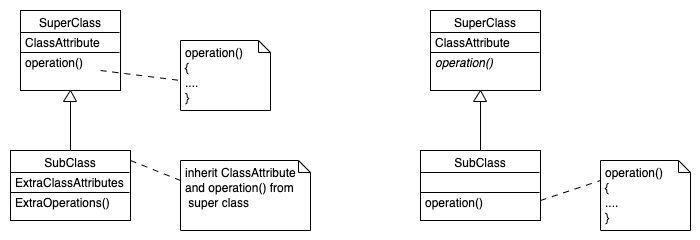 SuperClass
ClassAttribute
operation()
operation()
{
....
}
SubClass
ExtraClassAttributes
ExtraOperations()
inherit ClassAttribute
and operation() from
super class
SuperClass
ClassAttribute
operation()
SubClass
operation()
operation()
{
....
}